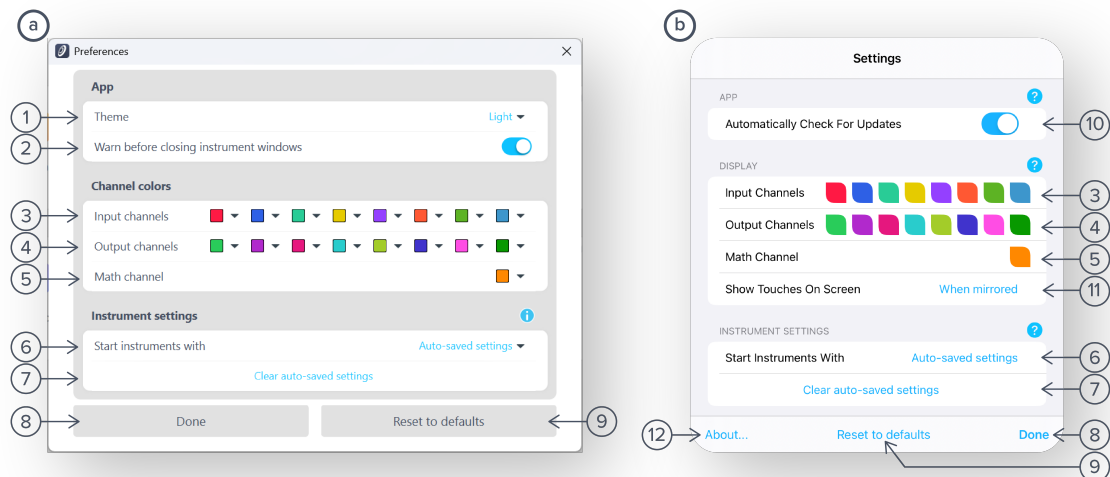 a
Preferences
App
1
Theme
Light
2
Warn before closing instrument windows
Channel colors
3
Input channels
4
Output channels
5
Math channel
Instrument settings
6
Start instruments with
Auto-saved settings
7
Clear auto-saved settings
8
Done
Reset to defaults
9
b
Settings
APP
?
Automatically Check For Updates
10
DISPLAY
?
Input Channels
3
Output Channels
4
Math Channel
5
Show Touches On Screen
When mirrored
11
INSTRUMENT SETTINGS
?
Start Instruments With
Auto-saved settings
6
Clear auto-saved settings
7
12
About...
Reset to defaults
Done
8
9